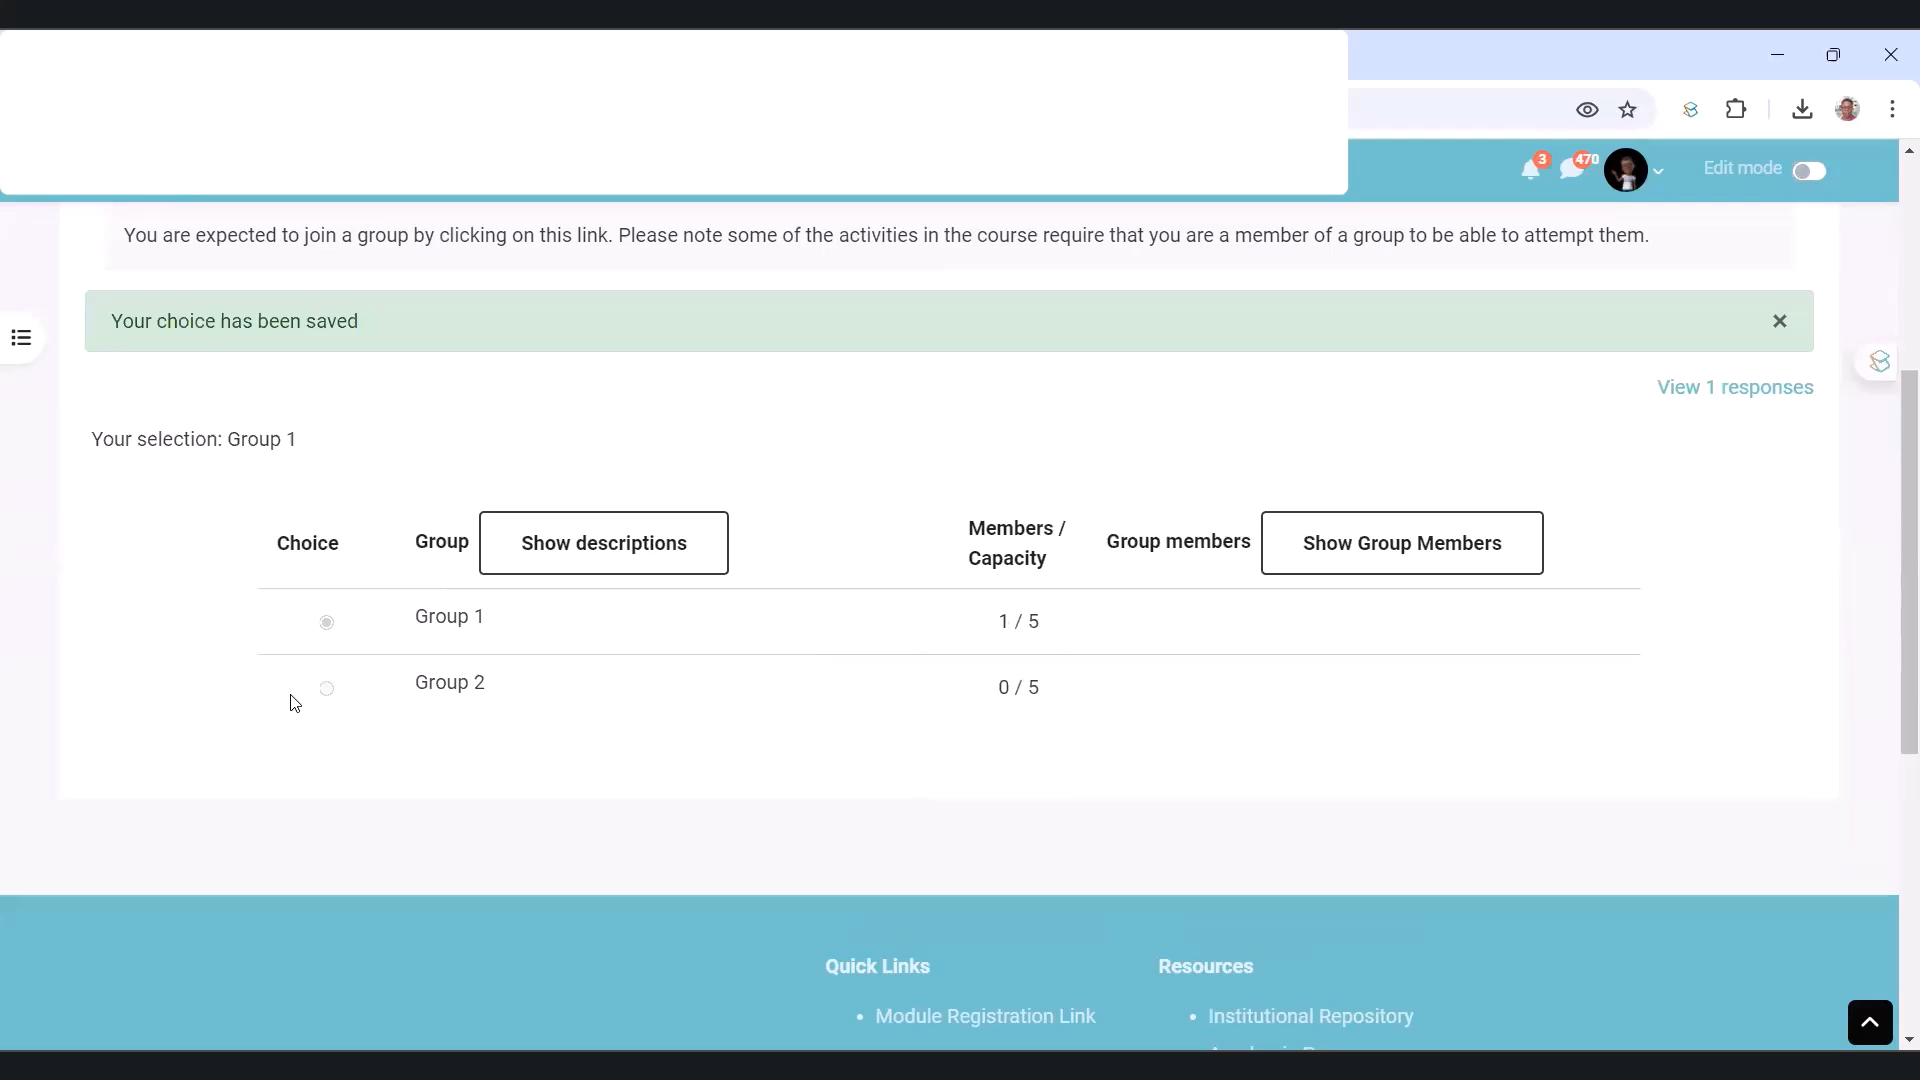 3
470
Edit mode
You are expected to join a group by clicking on this link. Please note some of the activities in the course require that you are a member of a group to be able to attempt them.
Your choice has been saved
×
View 1 responses
Your selection: Group 1
Choice
Group
Show descriptions
Members /
Capacity
Group members
Show Group Members
Group 1
1 / 5
Group 2
0 / 5
Quick Links
Resources
• Module Registration Link
• Institutional Repository